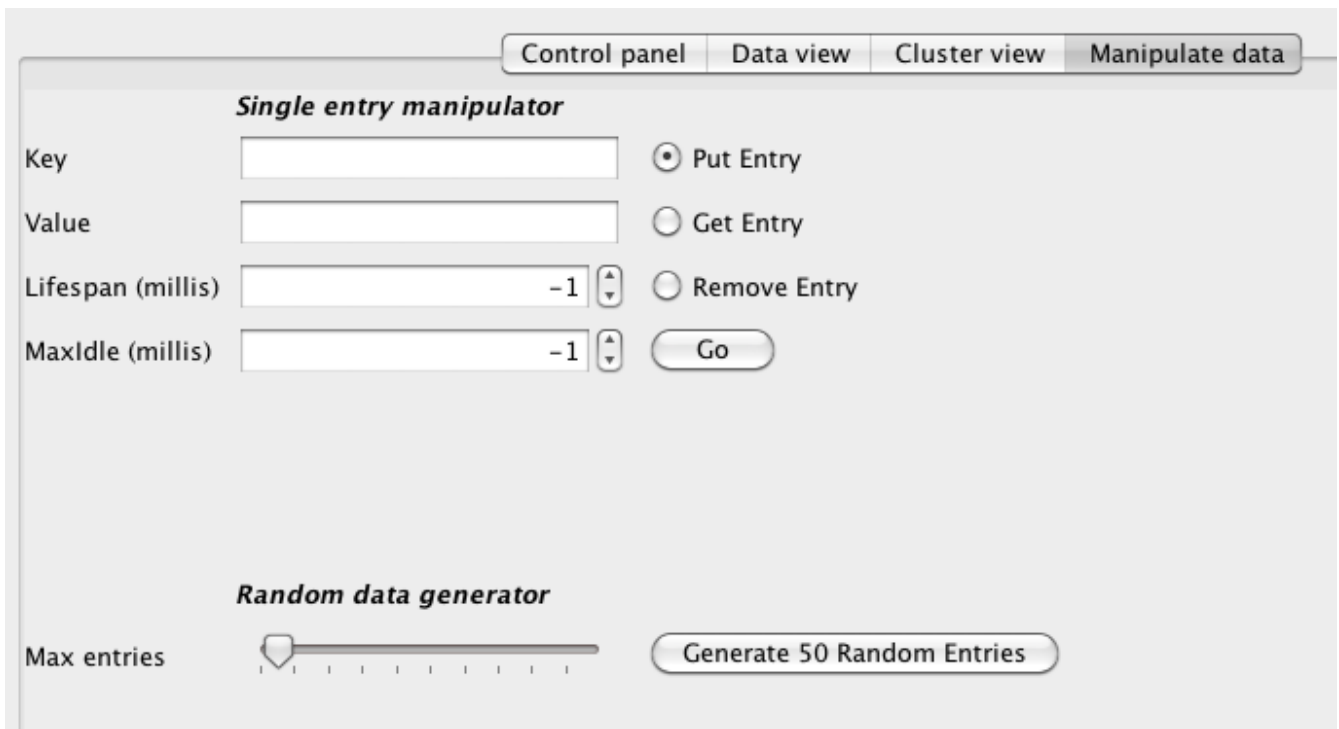 Control panel Data view Cluster view Manipulate data
Single entry manipulator
Key Put Entry
Value Get Entry
Lifespan (millis) -1 Remove Entry
MaxIdle (millis) -1 Go
Random data generator
Max entries Generate 50 Random Entries